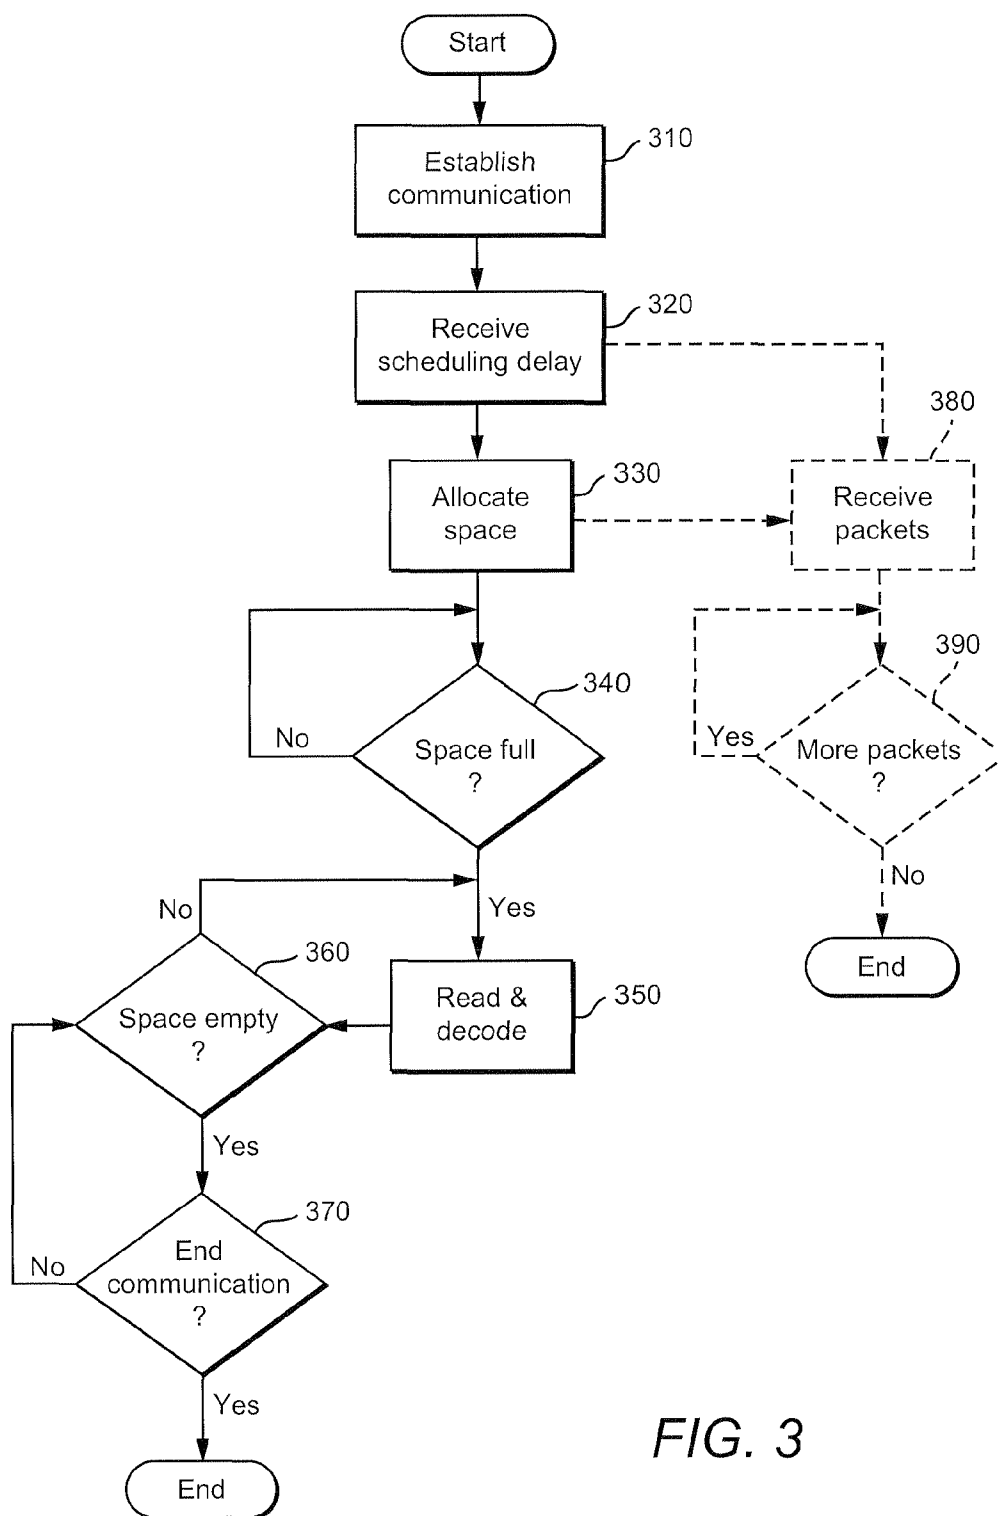 Start
310
Establish
communication
320
Receive
scheduling delay
380
330
Allocate
space
Receive
packets
390
340
No
Space full
?
Yes
More packets
?
No
Yes
No
360
End
350
Read &
decode
Space empty
?
Yes
370
No
End
communication
?
Yes
FIG. 3
End